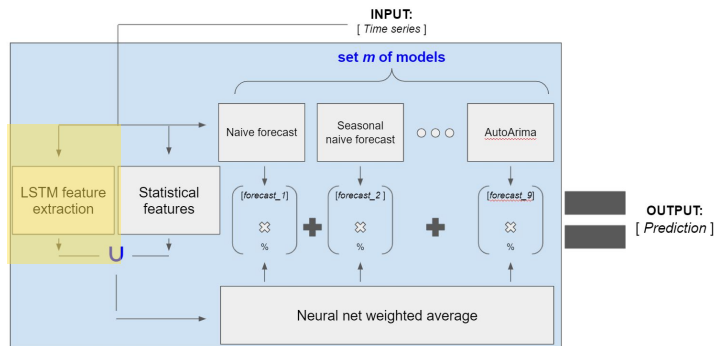 INPUT:
[ Time series ]
set m of models
Naive forecast
Seasonal
naive forecast
AutoArima
LSTM feature
extraction
Statistical
features
[forecast_1]
[forecast_2 ]
[forecast_9]
%
%
%
U
OUTPUT:
[ Prediction ]
Neural net weighted average